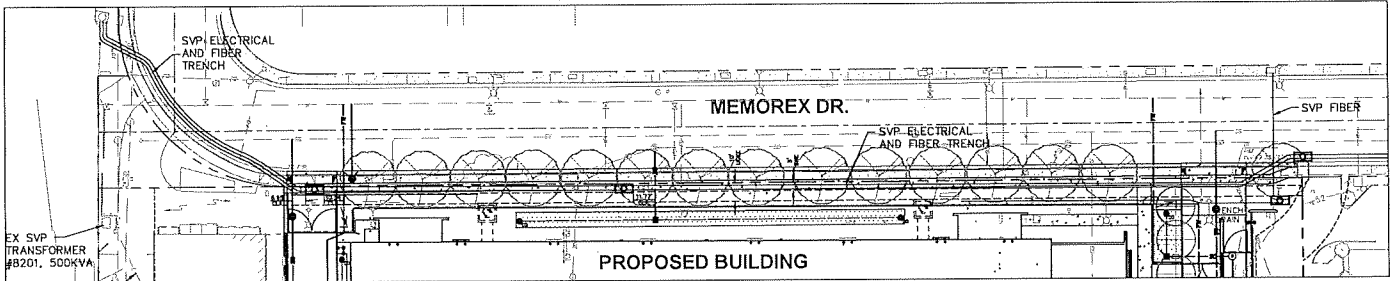 SVP ELECTRICAL
AND FIBER
TRENCH
MEMOREX DR.
SVP FIBER
SVP ELECTRICAL
AND FIBER TRENCH
EX SVP
TRANSFORMER
#B201, 500KVA
PROPOSED BUILDING